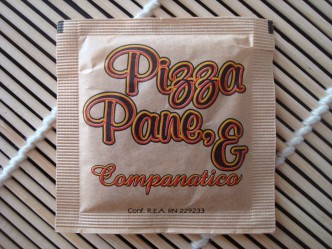 Pizza
Pane, &
Companatico
Conf. R.E.A. RN 229233